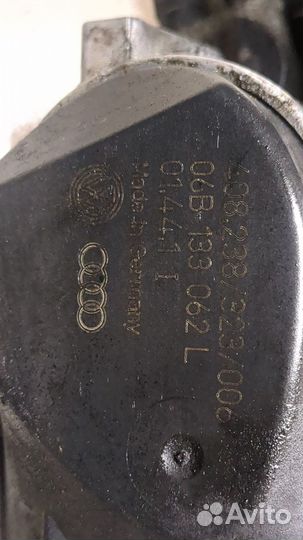 408.238/323/006
06B 133 062 L
01441 I
Made in Germany
Avito